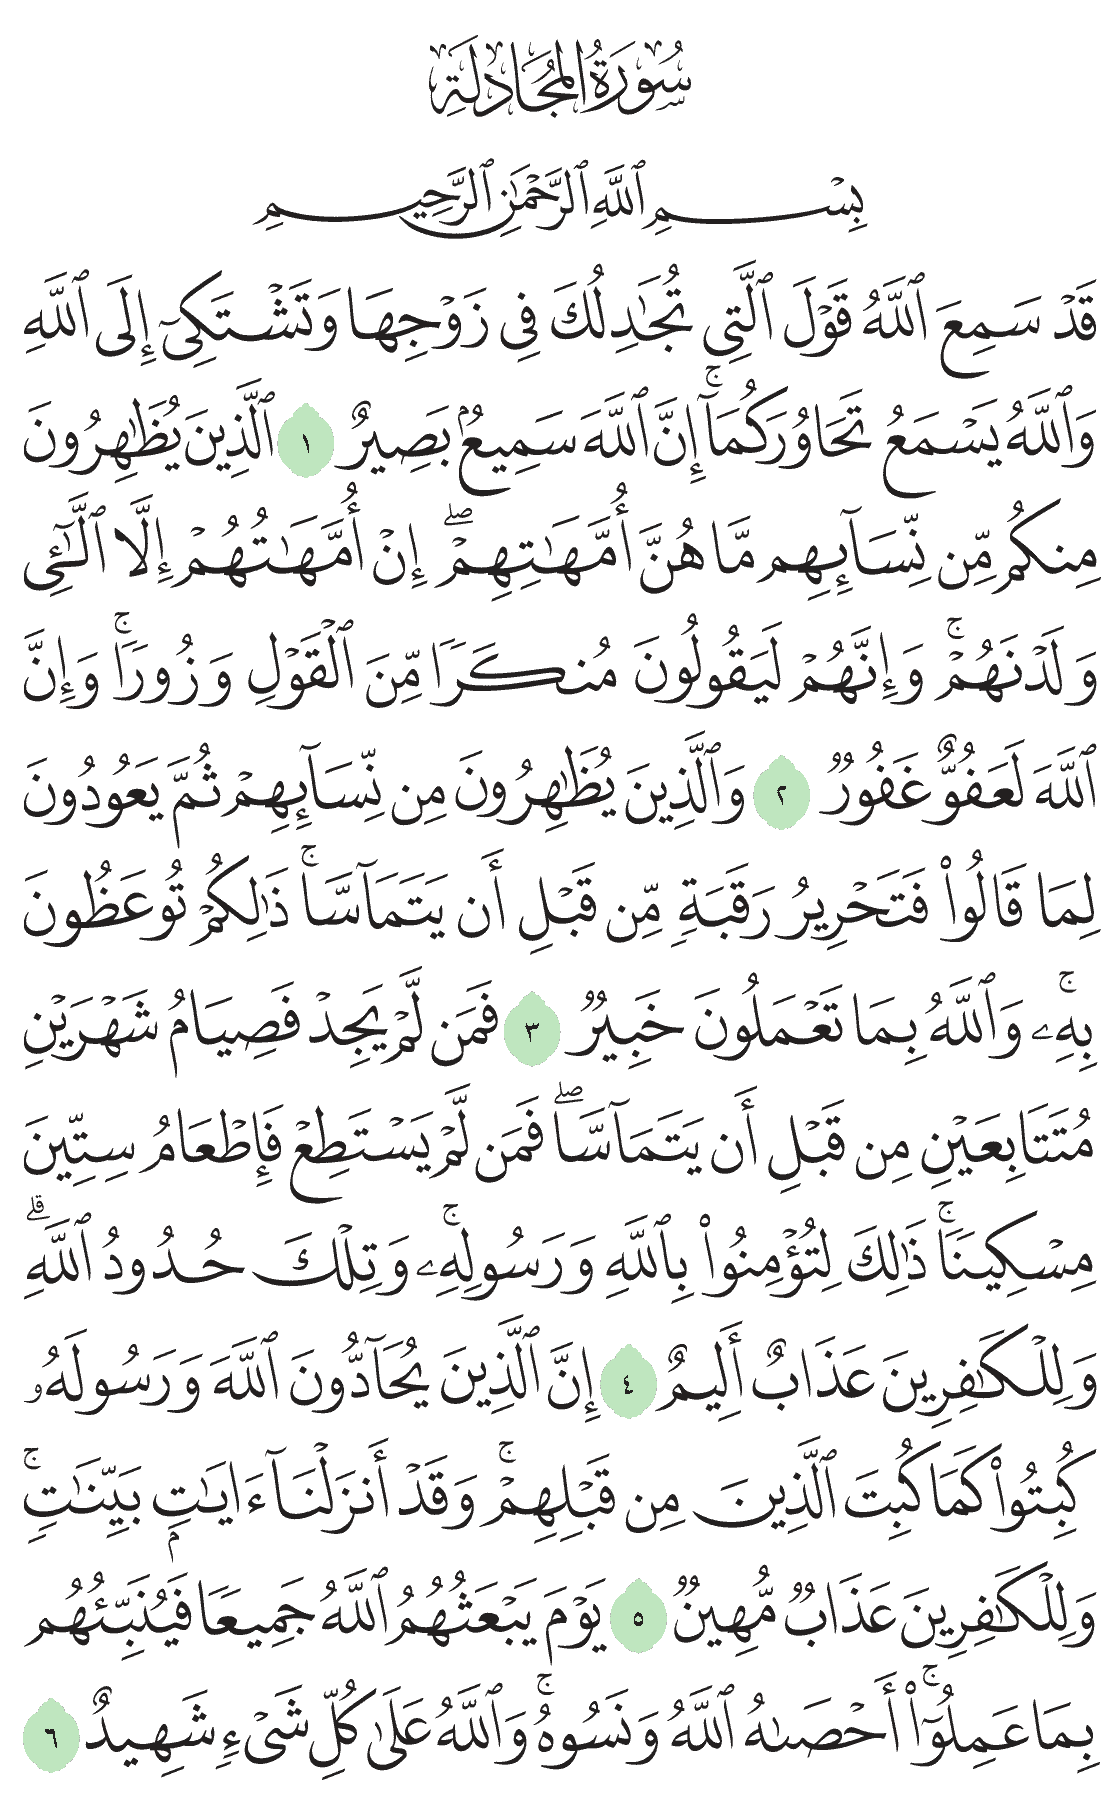 سُورَةُ المُجَادلَةِ
بِسۡمِ ٱللَّهِ ٱلرَّحۡمَٰنِ ٱلرَّحِيمِ
قَدۡ سَمِعَ ٱللَّهُ قَوۡلَ ٱلَّتِي تُجَٰدِلُكَ فِي زَوۡجِهَا وَتَشۡتَكِيٓ إِلَى ٱللَّهِ
وَٱللَّهُ يَسۡمَعُ تَحَاوُرَكُمَآۚ إِنَّ ٱللَّهَ سَمِيعُۢ بَصِيرٌ ١ ٱلَّذِينَ يُظَٰهِرُونَ
مِنكُم مِّن نِّسَآئِهِم مَّا هُنَّ أُمَّهَٰتِهِمۡۖ إِنۡ أُمَّهَٰتُهُمۡ إِلَّا ٱلَّٰٓـِٔي
وَلَدۡنَهُمۡۚ وَإِنَّهُمۡ لَيَقُولُونَ مُنكَرٗا مِّنَ ٱلۡقَوۡلِ وَزُورٗاۚ وَإِنَّ
ٱللَّهَ لَعَفُوٌّ غَفُورٞ ٢ وَٱلَّذِينَ يُظَٰهِرُونَ مِن نِّسَآئِهِمۡ ثُمَّ يَعُودُونَ
لِمَا قَالُواْ فَتَحۡرِيرُ رَقَبَةٖ مِّن قَبۡلِ أَن يَتَمَآسَّاۚ ذَٰلِكُمۡ تُوعَظُونَ
بِهِۦۚ وَٱللَّهُ بِمَا تَعۡمَلُونَ خَبِيرٞ ٣ فَمَن لَّمۡ يَجِدۡ فَصِيَامُ شَهۡرَيۡنِ
مُتَتَابِعَيۡنِ مِن قَبۡلِ أَن يَتَمَآسَّاۖ فَمَن لَّمۡ يَسۡتَطِعۡ فَإِطۡعَامُ سِتِّينَ
مِسۡكِينٗاۚ ذَٰلِكَ لِتُؤۡمِنُواْ بِٱللَّهِ وَرَسُولِهِۦۚ وَتِلۡكَ حُدُودُ ٱللَّهِۗ
وَلِلۡكَٰفِرِينَ عَذَابٌ أَلِيمٌ ٤ إِنَّ ٱلَّذِينَ يُحَآدُّونَ ٱللَّهَ وَرَسُولَهُۥ
كُبِتُواْ كَمَا كُبِتَ ٱلَّذِينَ مِن قَبۡلِهِمۡۚ وَقَدۡ أَنزَلۡنَآ ءَايَٰتِۭ بَيِّنَٰتٖۚ
وَلِلۡكَٰفِرِينَ عَذَابٞ مُّهِينٞ ٥ يَوۡمَ يَبۡعَثُهُمُ ٱللَّهُ جَمِيعٗا فَيُنَبِّئُهُم
بِمَا عَمِلُوٓاْۚ أَحۡصَىٰهُ ٱللَّهُ وَنَسُوهُۚ وَٱللَّهُ عَلَىٰ كُلِّ شَيۡءٖ شَهِيدٌ ٦